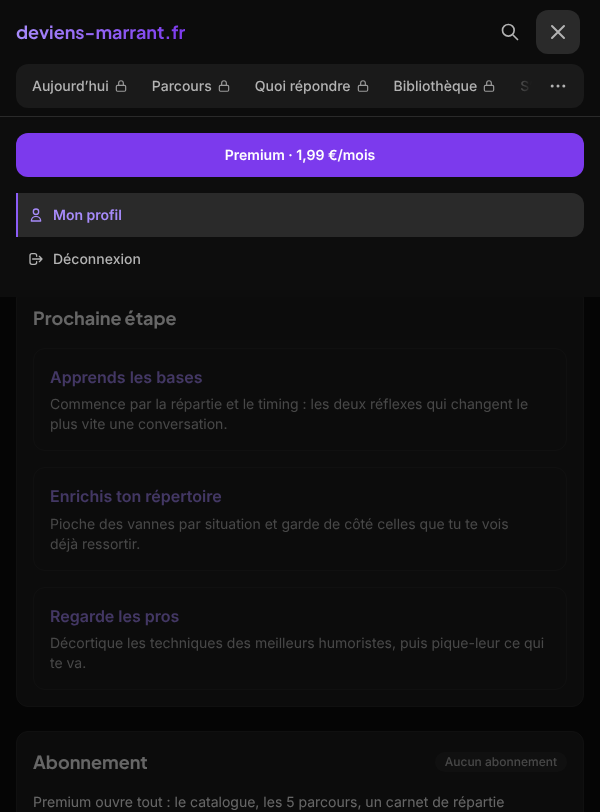 deviens-marrant.fr
Aujourd’hui Parcours Quoi répondre Bibliothèque S
Premium · 1,99 €/mois
Mon profil
Déconnexion
Prochaine étape
Apprends les bases
Commence par la répartie et le timing : les deux réflexes qui changent le
plus vite une conversation.
Enrichis ton répertoire
Pioche des vannes par situation et garde de côté celles que tu te vois
déjà ressortir.
Regarde les pros
Décortique les techniques des meilleurs humoristes, puis pique-leur ce qui
te va.
Abonnement Aucun abonnement
Premium ouvre tout : le catalogue, les 5 parcours, un carnet de répartie